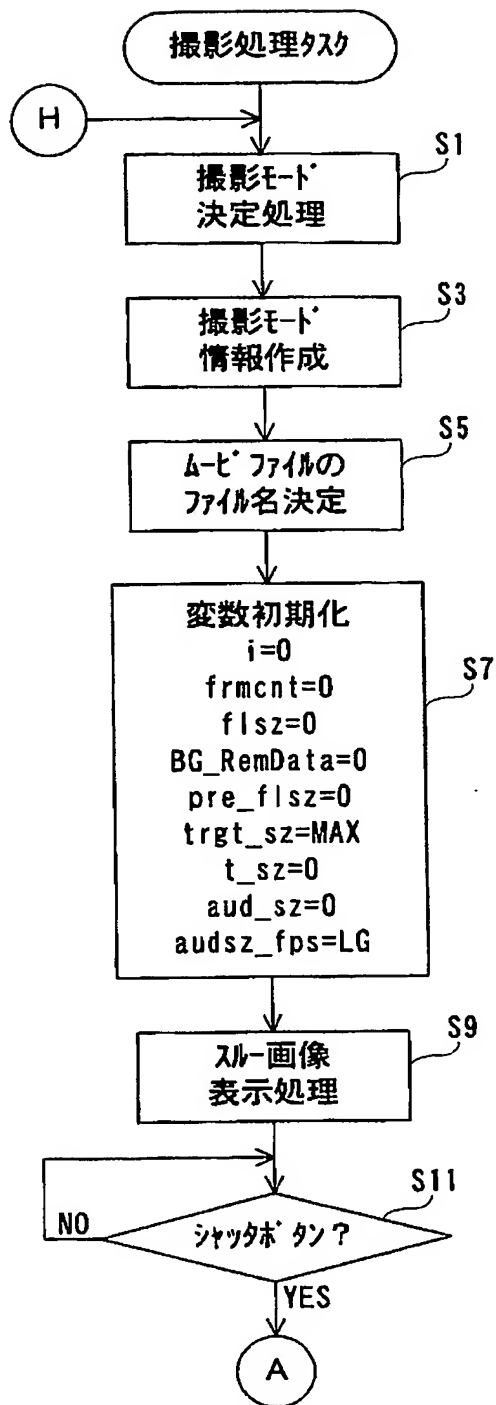 撮影処理タスク
H
S1
撮影モード
決定処理
S3
撮影モード
情報作成
S5
ムービファイルの
ファイル名決定
S7
変数初期化
i=0
frmcnt=0
flsz=0
BG_RemData=0
pre_flsz=0
trgt_sz=MAX
t_sz=0
aud_sz=0
audsz_fps=LG
S9
スルー画像
表示処理
S11
シャッタボタン?
NO
YES
A